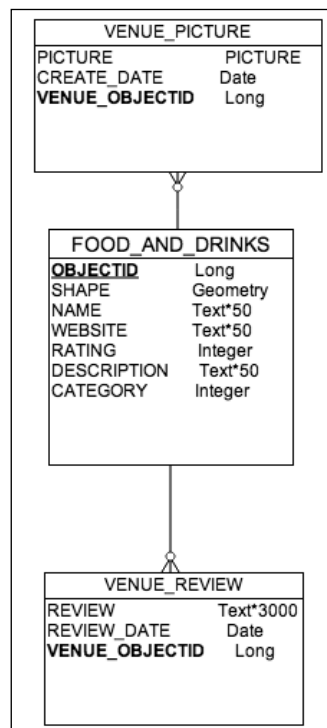 VENUE_PICTURE
PICTURE PICTURE
CREATE_DATE Date
VENUE_OBJECTID Long
FOOD_AND_DRINKS
OBJECTID Long
SHAPE Geometry
NAME Text*50
WEBSITE Text*50
RATING Integer
DESCRIPTION Text*50
CATEGORY Integer
VENUE_REVIEW
REVIEW Text*3000
REVIEW_DATE Date
VENUE_OBJECTID Long